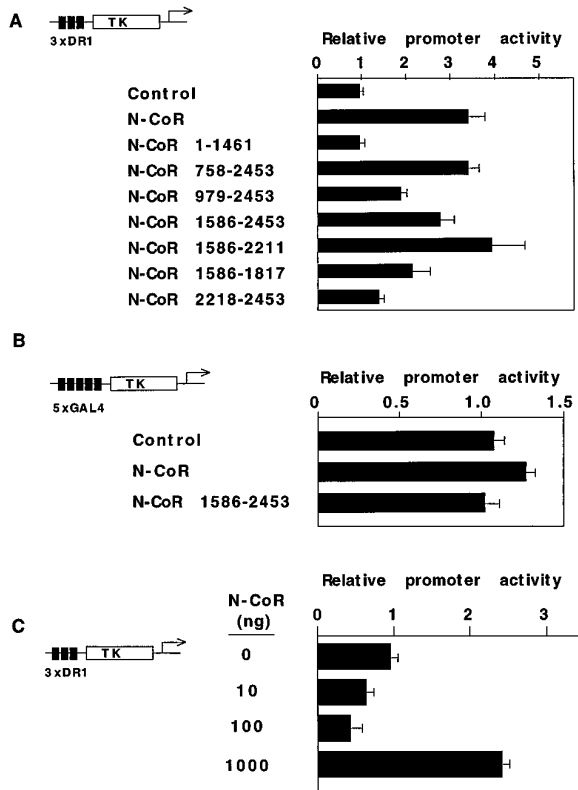 A
TK
3xDR1
Relative promoter activity
0 1 2 3 4 5
Control
N-CoR
N-CoR 1-1461
N-CoR 758-2453
N-CoR 979-2453
N-CoR 1586-2453
N-CoR 1586-2211
N-CoR 1586-1817
N-CoR 2218-2453
B
TK
5xGAL4
Relative promoter activity
0 0.5 1.0 1.5
Control
N-CoR
N-CoR 1586-2453
C
TK
3xDR1
Relative promoter activity
N-CoR
(ng)
0 1 2 3
0
10
100
1000